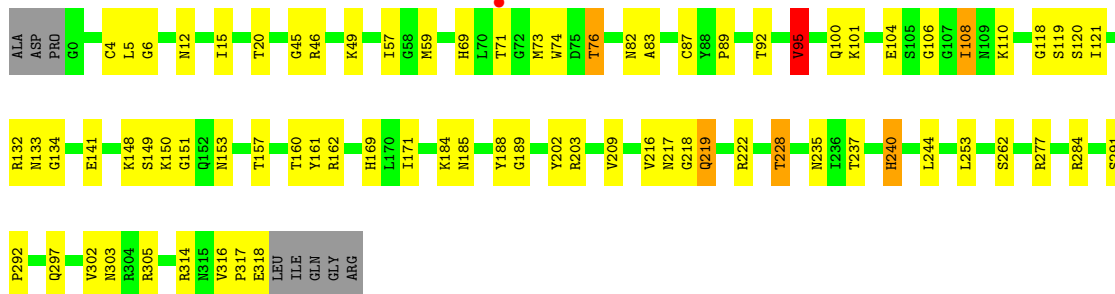 ALA ASP PRO G0 C4 L5 G6 N12 I15 T20 G45 R46 K49 I57 G58 M59 H69 L70 T71 G72 M73 W74 D75 T76 N82 A83 C87 Y88 P89 T92 V95 Q100 K101 E104 S105 G106 G107 I108 N109 K110 G118 S119 S120 I121
R132 N133 G134 E141 K148 S149 K150 G151 Q152 N153 T157 T160 Y161 R162 H169 L170 I171 K184 N185 Y188 G189 Y202 R203 V209 V216 N217 G218 Q219 R222 T228 N235 I236 T237 H240 L244 L253 S262 R277 R284 S291
P292 Q297 V302 N303 R304 R305 R314 N315 V316 P317 E318 LEU ILE GLN GLY ARG